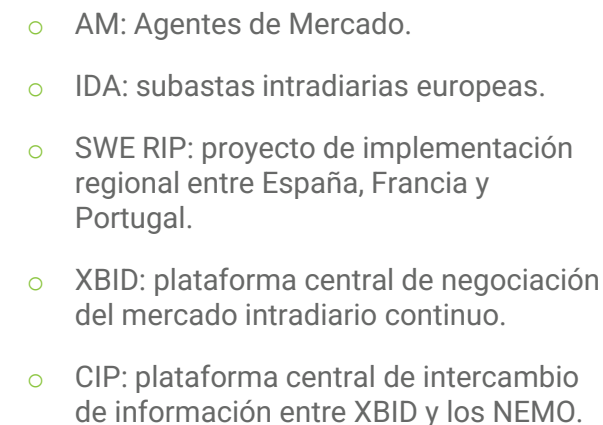 ○ AM: Agentes de Mercado.
○ IDA: subastas intradiarias europeas.
○ SWE RIP: proyecto de implementación
regional entre España, Francia y
Portugal.
○ XBID: plataforma central de negociación
del mercado intradiario continuo.
○ CIP: plataforma central de intercambio
de información entre XBID y los NEMO.